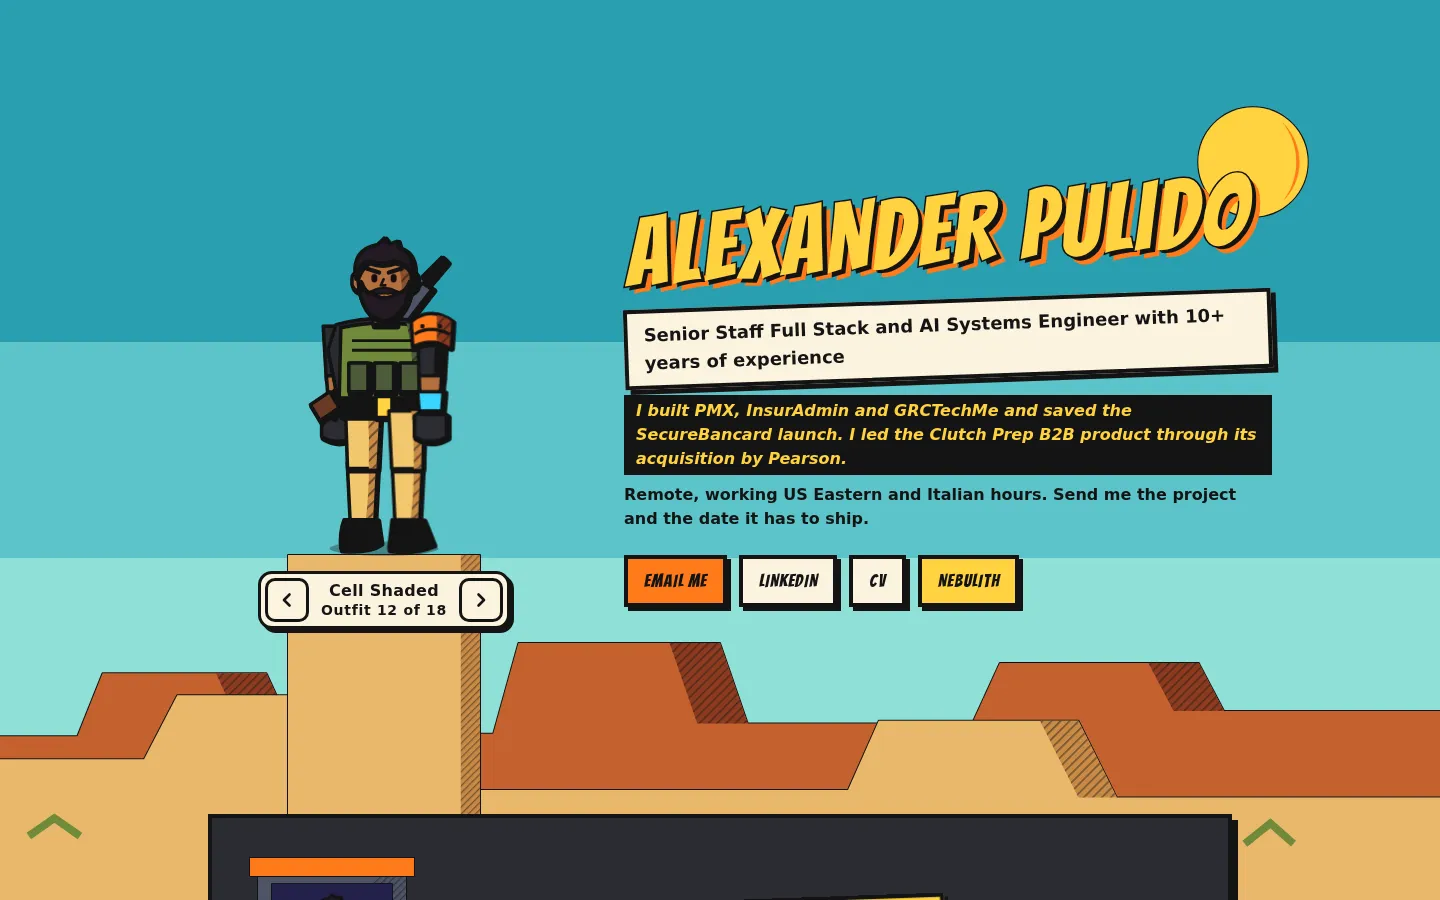 ALEXANDER PULIDO
Senior Staff Full Stack and AI Systems Engineer with 10+
years of experience
I built PMX, InsurAdmin and GRCTechMe and saved the
SecureBancard launch. I led the Clutch Prep B2B product through its
acquisition by Pearson.
Remote, working US Eastern and Italian hours. Send me the project
and the date it has to ship.
EMAIL ME
LINKEDIN
CV
NEBULITH
Cell Shaded
Outfit 12 of 18